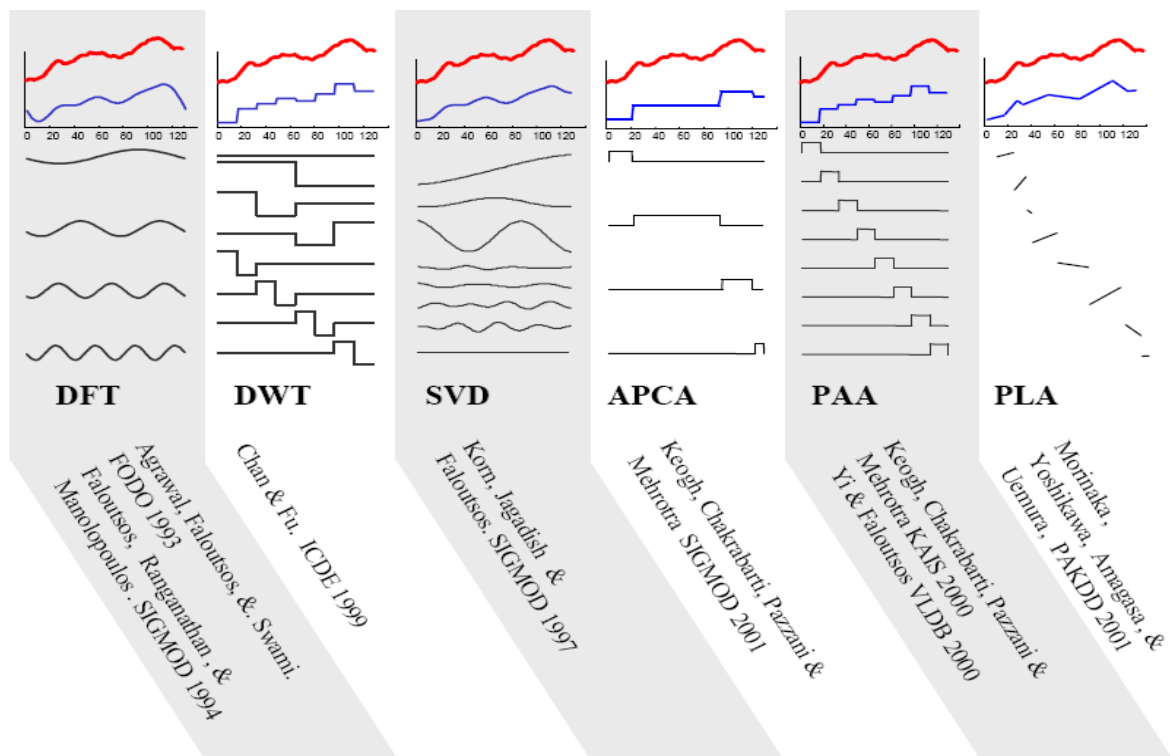 0 20 40 60 80 100 120
0 20 40 60 80 100 120
0 20 40 60 80 100 120
0 20 40 60 80 100 120
0 20 40 60 80 100 120
0 20 40 60 80 100 120
DFT
DWT
SVD
APCA
PAA
PLA
Agrawal, Faloutsos, &. Swami.
FODO 1993
Faloutsos, Ranganathan, &
Manolopoulos. SIGMOD 1994
Chan & Fu. ICDE 1999
Korn, Jagadish &
Faloutsos. SIGMOD 1997
Keogh, Chakrabarti, Pazzani &
Mehrotra SIGMOD 2001
Keogh, Chakrabarti, Pazzani &
Mehrotra KAIS 2000
Yi & Faloutsos VLDB 2000
Morinaka,
Yoshikawa, Amagasa, &
Uemura, PAKDD 2001